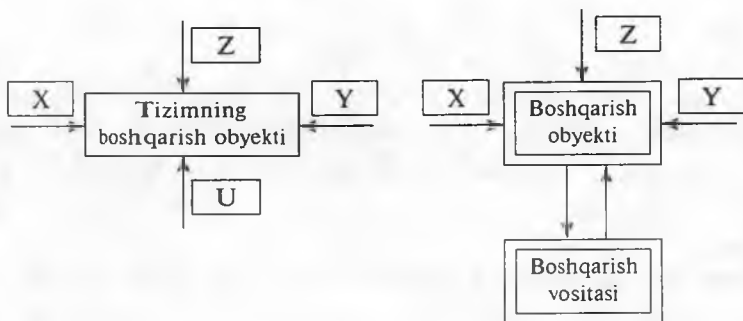 Z
X
Tizimning
boshqarish obyekti
Y
U
Z
X
Boshqarish
obyekti
Y
Boshqarish
vositasi